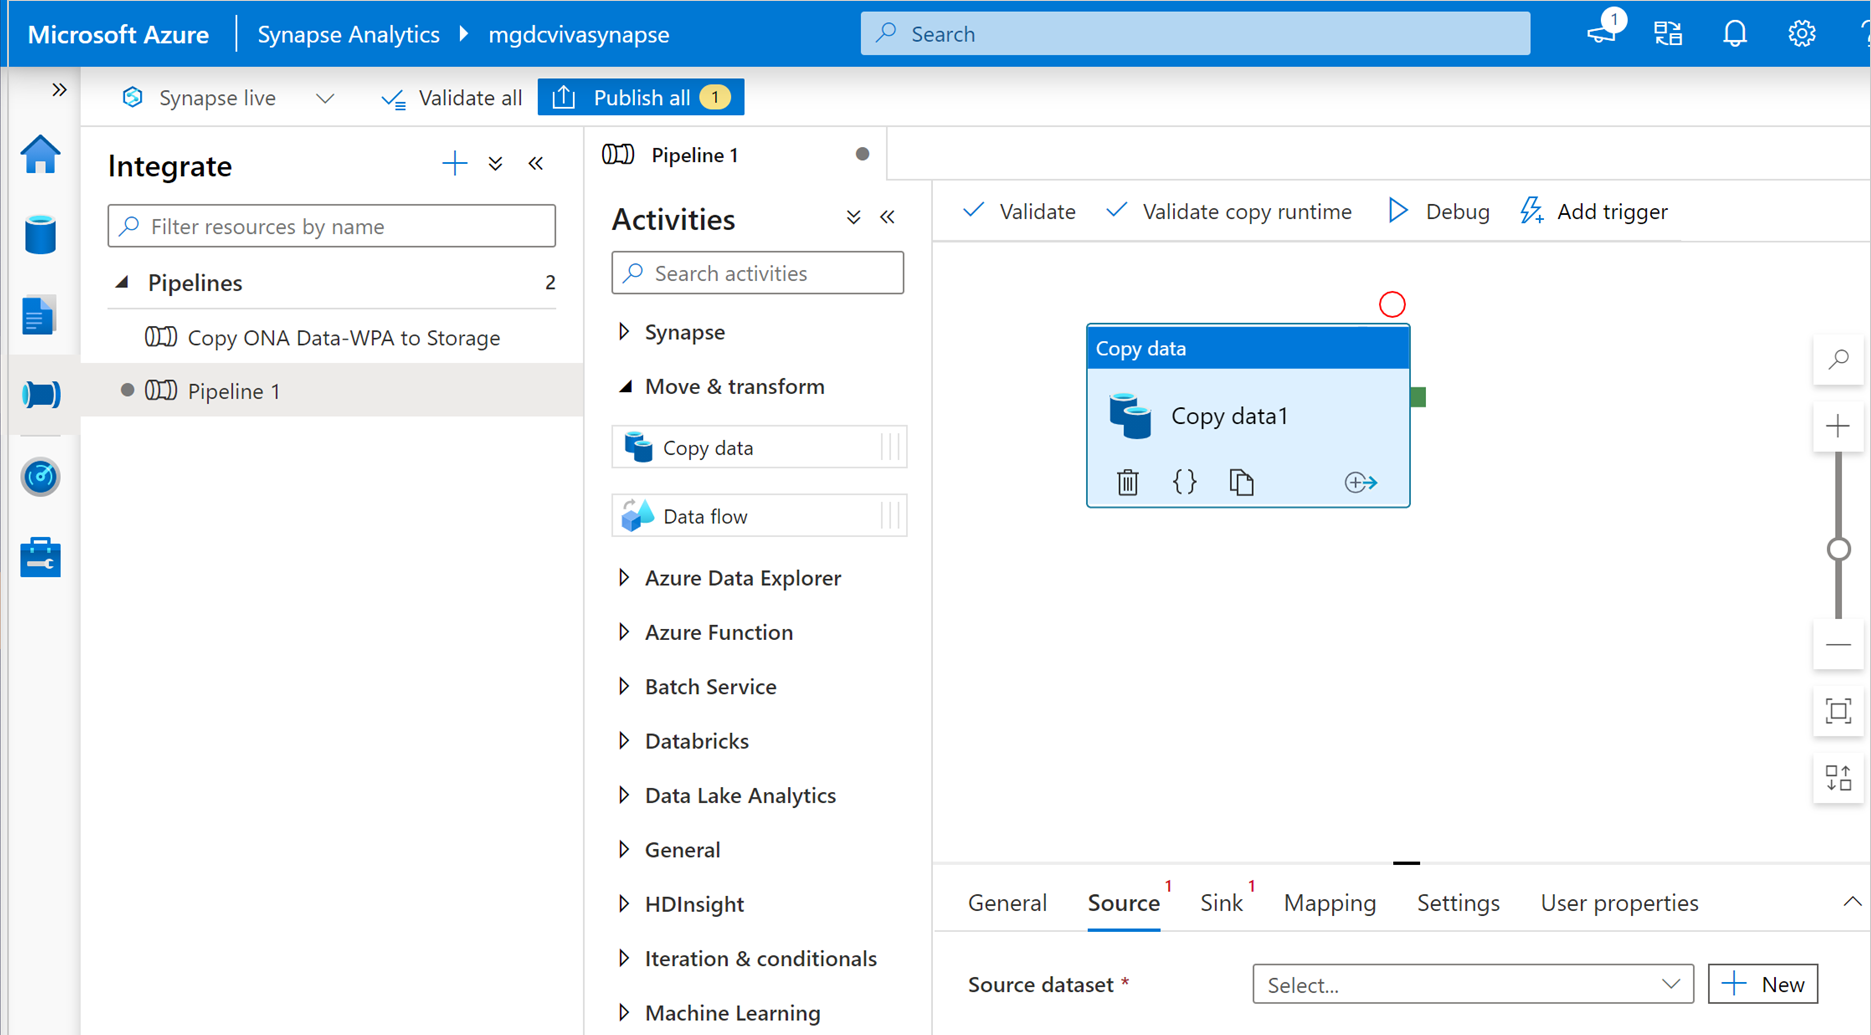 Microsoft Azure
Synapse Analytics
mgdcvivasynapse
Search
1
Synapse live
Validate all
Publish all 1
Integrate
Filter resources by name
Pipelines 2
Copy ONA Data-WPA to Storage
Pipeline 1
Pipeline 1
Activities
Search activities
Synapse
Move & transform
Copy data
Data flow
Azure Data Explorer
Azure Function
Batch Service
Databricks
Data Lake Analytics
General
HDInsight
Iteration & conditionals
Machine Learning
Validate
Validate copy runtime
Debug
Add trigger
Copy data
Copy data1
{}
General
Source 1
Sink 1
Mapping
Settings
User properties
Source dataset *
Select...
New